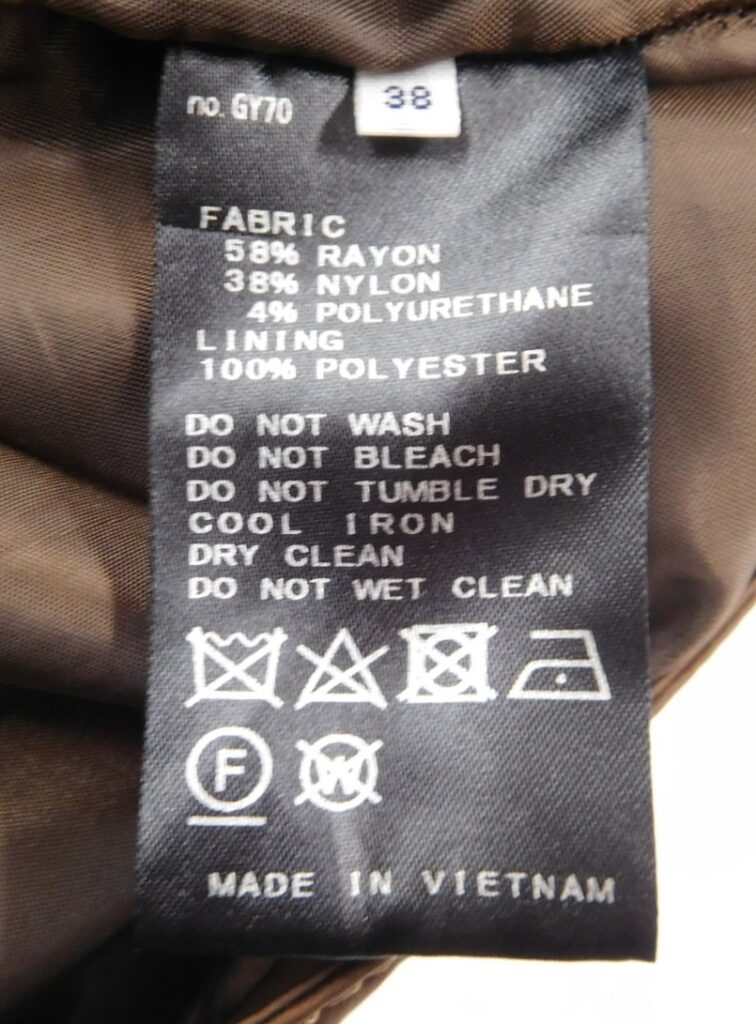 no. GY70
38
FABRIC
58% RAYON
38% NYLON
4% POLYURETHANE
LINING
100% POLYESTER
DO NOT WASH
DO NOT BLEACH
DO NOT TUMBLE DRY
COOL IRON
DRY CLEAN
DO NOT WET CLEAN
F W
MADE IN VIETNAM